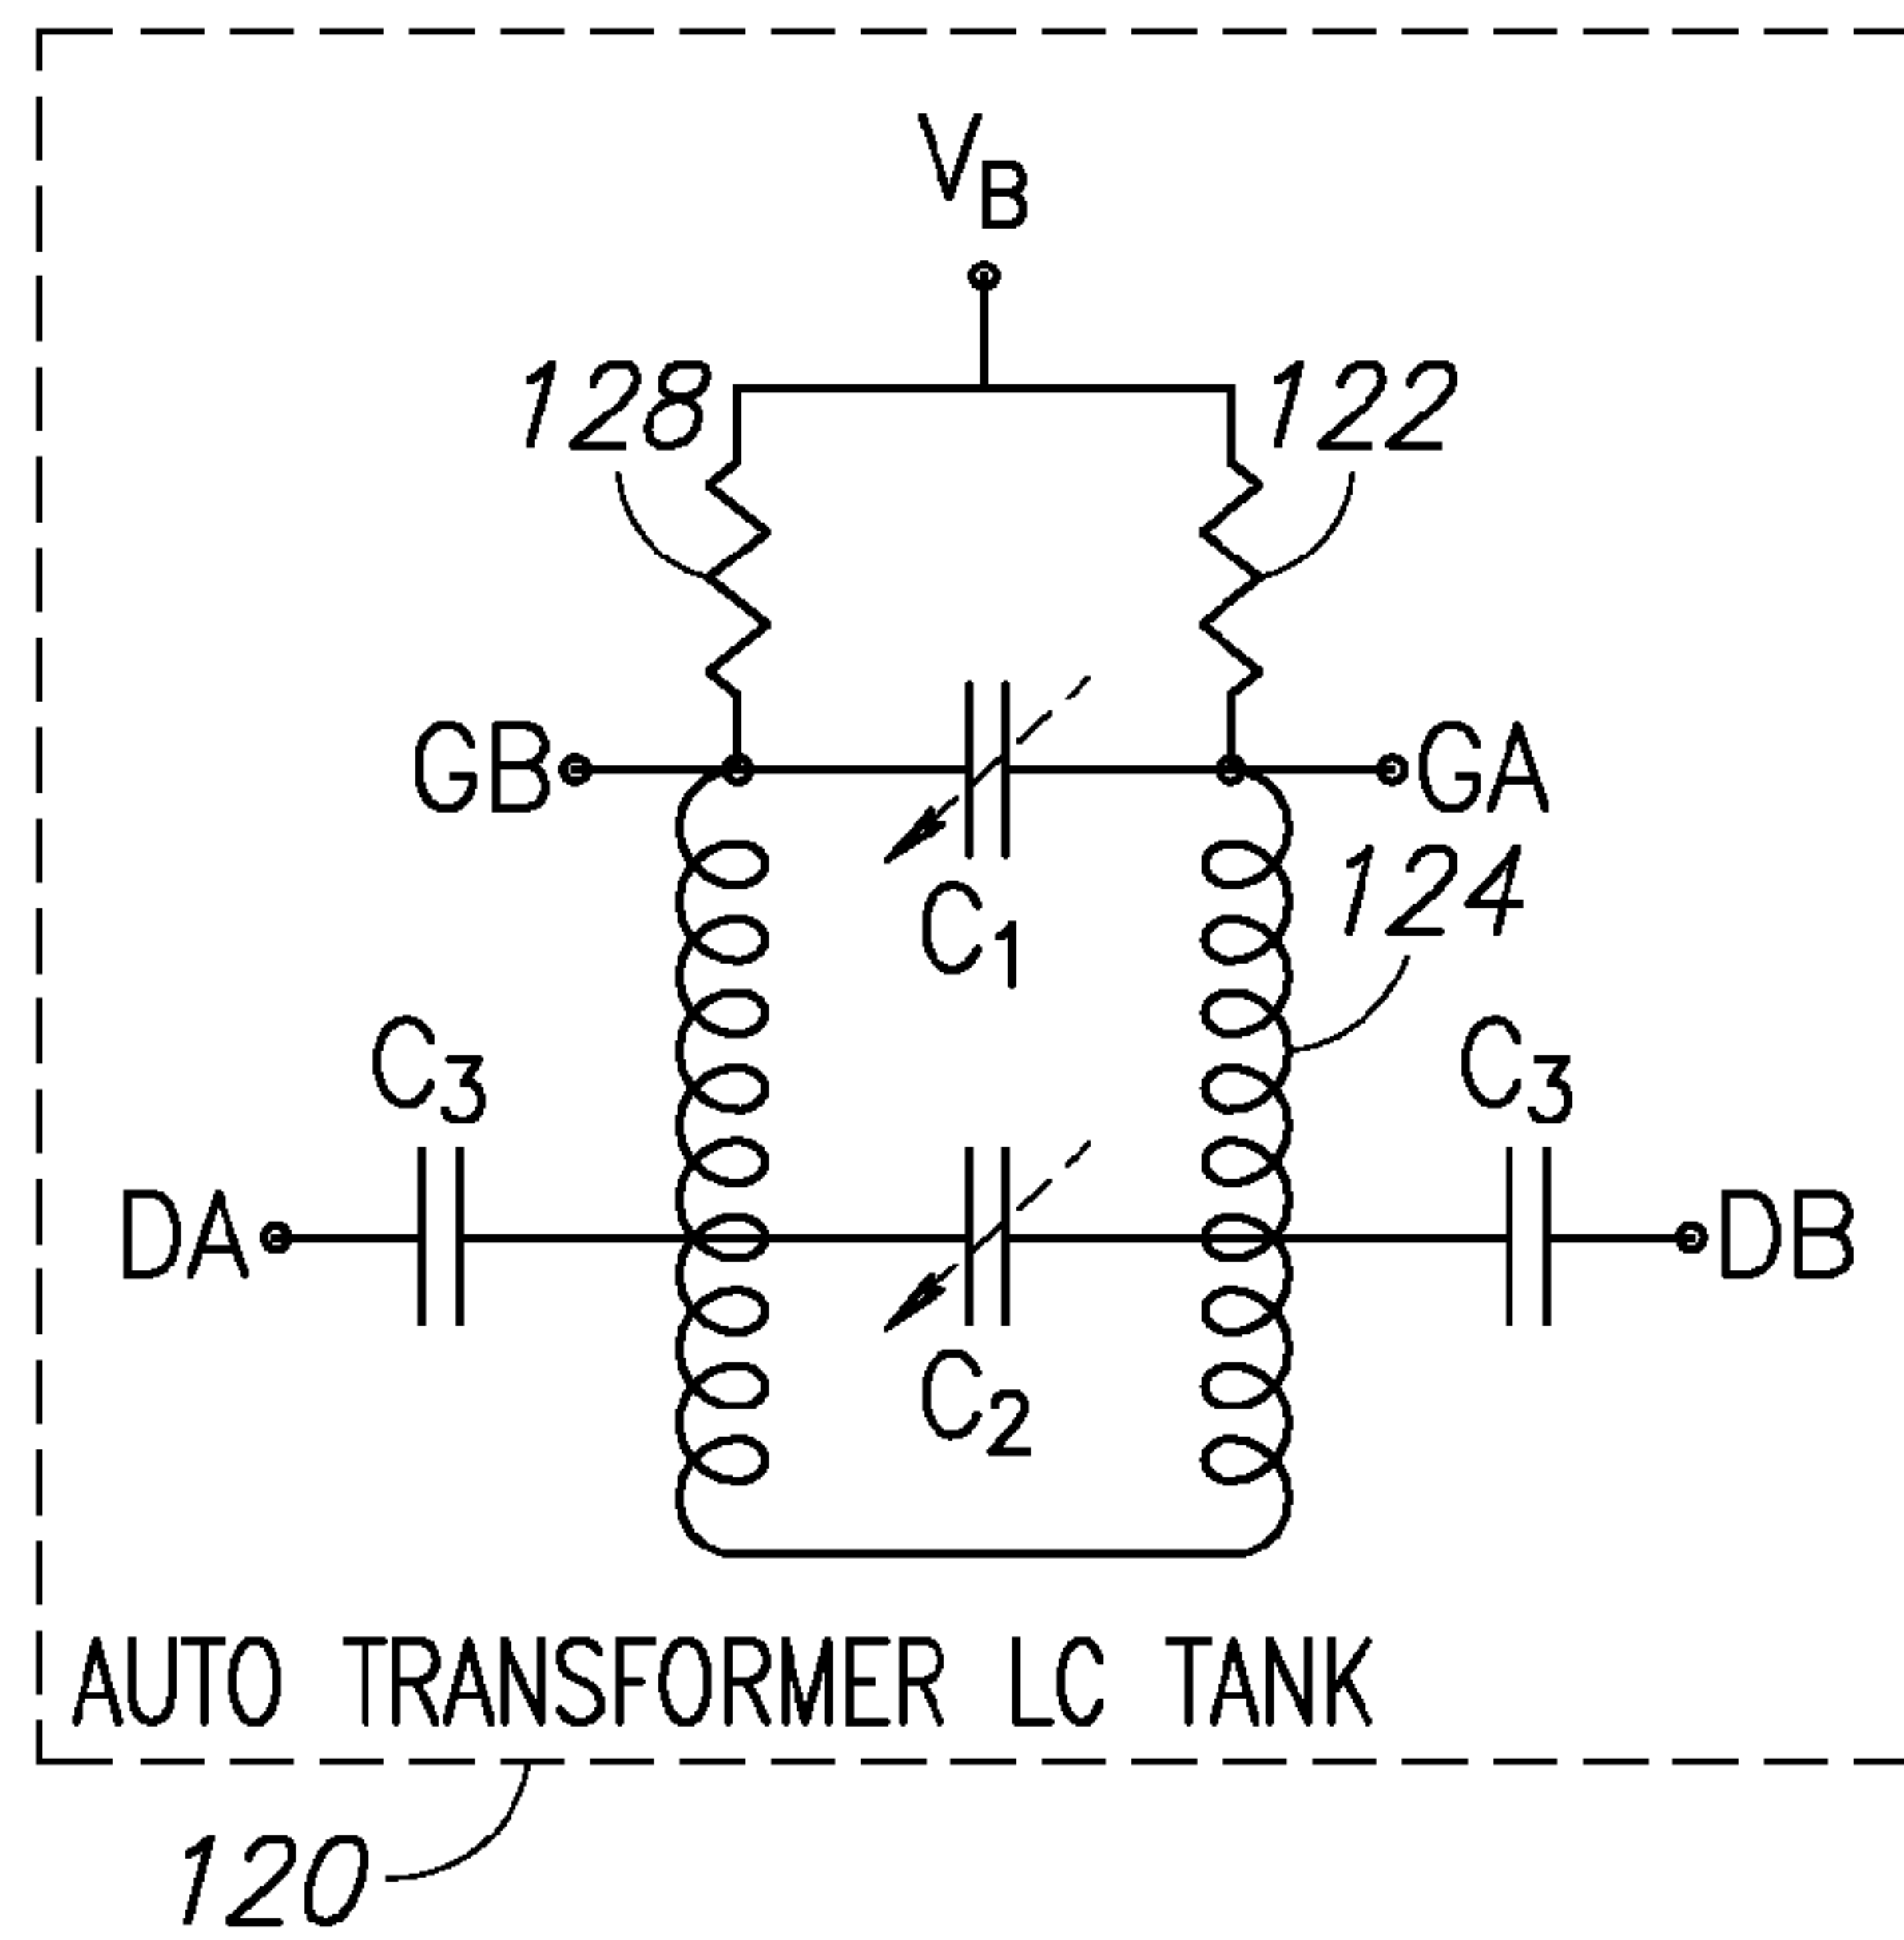 VB
128
122
GB
GA
C1
124
C3
C3
DA
DB
C2
AUTO TRANSFORMER LC TANK
120